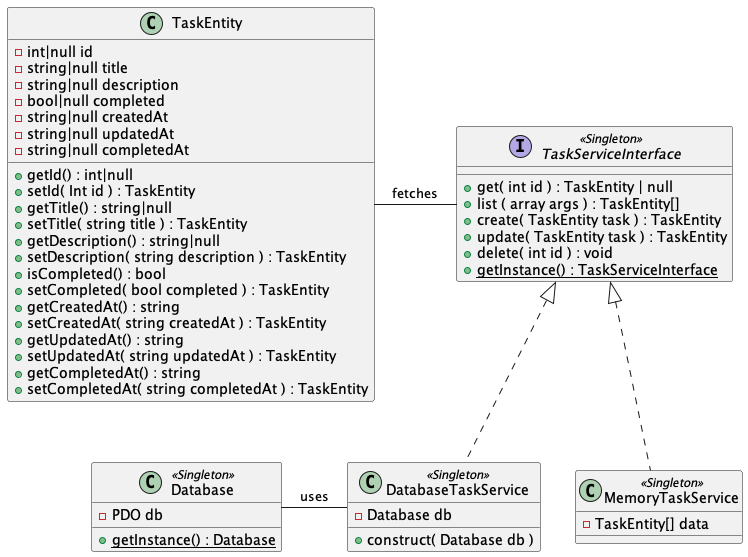 C TaskEntity
int|null id
string|null title
string|null description
bool|null completed
string|null createdAt
string|null updatedAt
string|null completedAt
getId() : int|null
setId( Int id ) : TaskEntity
getTitle() : string|null
setTitle( string title ) : TaskEntity
getDescription() : string|null
setDescription( string description ) : TaskEntity
isCompleted() : bool
setCompleted( bool completed ) : TaskEntity
getCreatedAt() : string
setCreatedAt( string createdAt ) : TaskEntity
getUpdatedAt() : string
setUpdatedAt( string updatedAt ) : TaskEntity
getCompletedAt() : string
setCompletedAt( string completedAt ) : TaskEntity
fetches
«Singleton»
I TaskServiceInterface
get( int id ) : TaskEntity | null
list ( array args ) : TaskEntity[]
create( TaskEntity task ) : TaskEntity
update( TaskEntity task ) : TaskEntity
delete( int id ) : void
getInstance() : TaskServiceInterface
«Singleton»
C Database
PDO db
getInstance() : Database
uses
«Singleton»
C DatabaseTaskService
Database db
construct( Database db )
«Singleton»
C MemoryTaskService
TaskEntity[] data